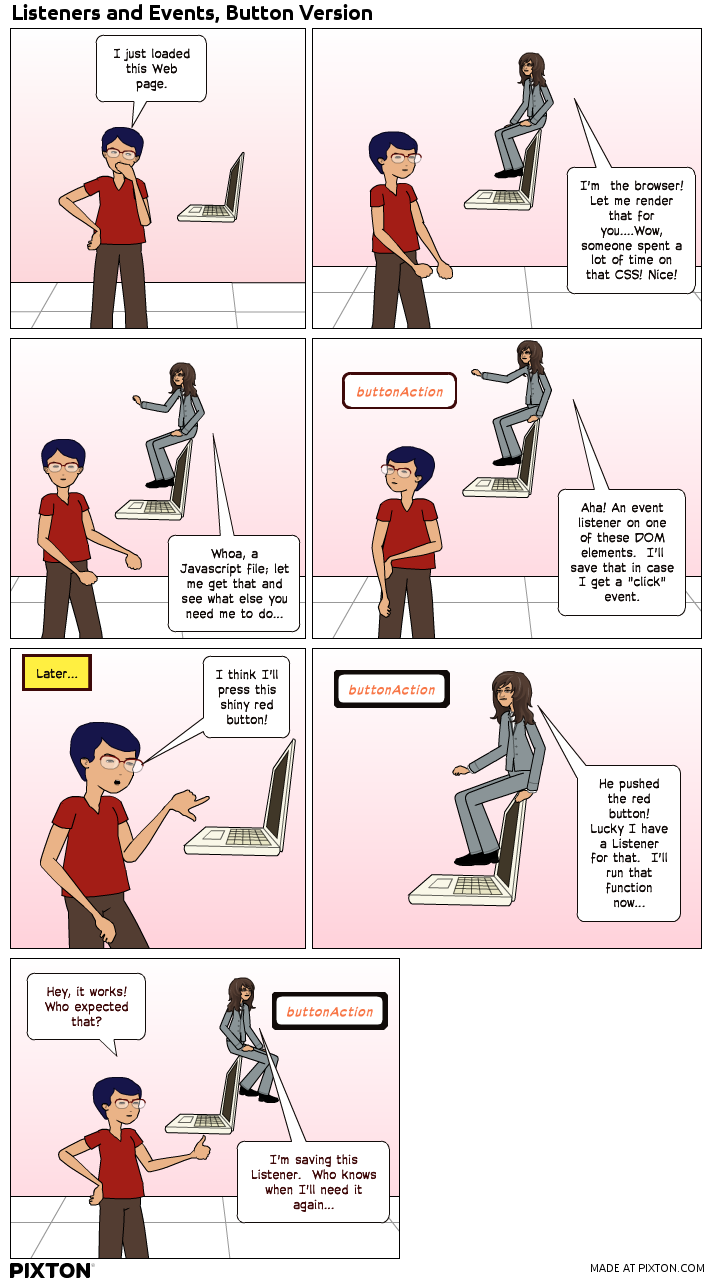 Listeners and Events, Button Version
I just loaded
this Web
page.
I'm the browser!
Let me render
that for
you....Wow,
someone spent a
lot of time on
that CSS! Nice!
Whoa, a
Javascript file; let
me get that and
see what else you
need me to do...
buttonAction
Aha! An event
listener on one
of these DOM
elements. I'll
save that in case
I get a "click"
event.
Later...
I think I'll
press this
shiny red
button!
buttonAction
He pushed
the red
button!
Lucky I have
a Listener
for that. I'll
run that
function
now...
Hey, it works!
Who expected
that?
buttonAction
I'm saving this
Listener. Who knows
when I'll need it
again...
PIXTON
MADE AT PIXTON.COM